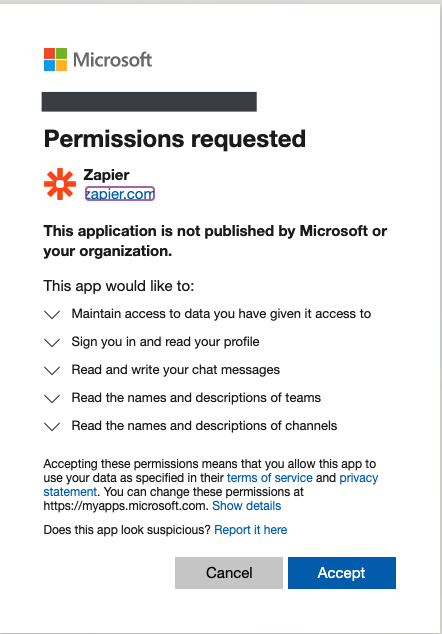 Microsoft
Permissions requested
Zapier
zapier.com
This application is not published by Microsoft or
your organization.
This app would like to:
Maintain access to data you have given it access to
Sign you in and read your profile
Read and write your chat messages
Read the names and descriptions of teams
Read the names and descriptions of channels
Accepting these permissions means that you allow this app to
use your data as specified in their terms of service and privacy
statement. You can change these permissions at
https://myapps.microsoft.com. Show details
Does this app look suspicious? Report it here
Cancel
Accept